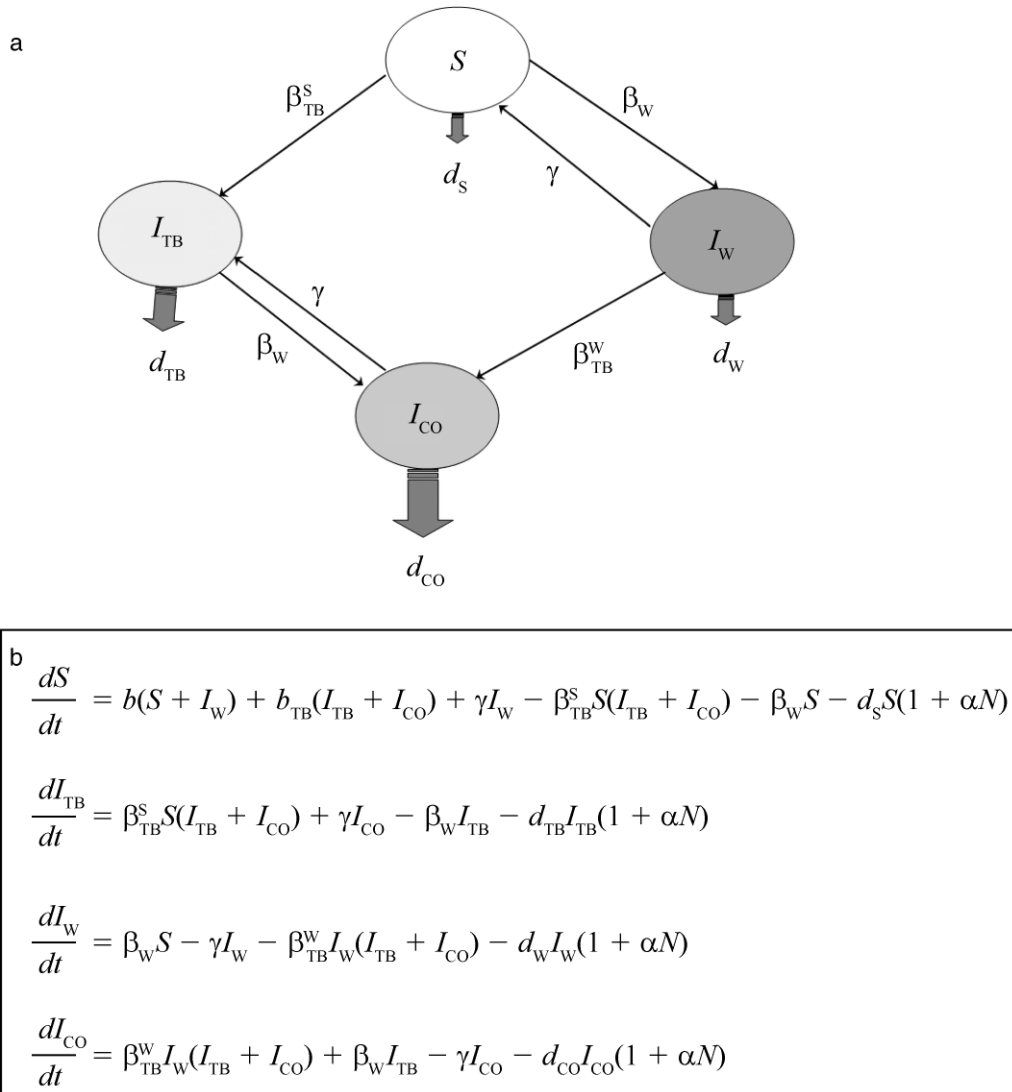 a
S
β^S_TB
β_W
d_S
γ
I_TB
I_W
γ
d_TB
β_W
β^W_TB
d_W
I_CO
d_CO
b
dS/dt = b(S + I_W) + b_TB(I_TB + I_CO) + γI_W − β^S_TB S(I_TB + I_CO) − β_W S − d_S S(1 + αN)
dI_TB/dt = β^S_TB S(I_TB + I_CO) + γI_CO − β_W I_TB − d_TB I_TB(1 + αN)
dI_W/dt = β_W S − γI_W − β^W_TB I_W(I_TB + I_CO) − d_W I_W(1 + αN)
dI_CO/dt = β^W_TB I_W(I_TB + I_CO) + β_W I_TB − γI_CO − d_CO I_CO(1 + αN)